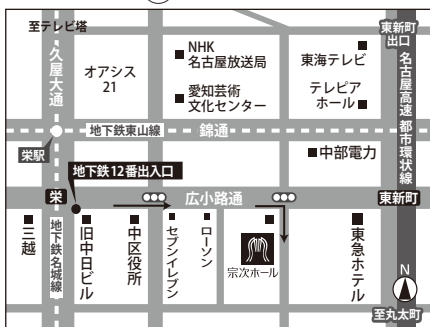 至テレビ塔
久屋大通
オアシス
21
NHK
名古屋放送局
愛知芸術
文化センター
東海テレビ
テレピア
ホール
東新町
出口
名古屋高速 都市環状線
地下鉄東山線
錦通
栄駅
地下鉄12番出入口
中部電力
栄
広小路通
東新町
三越
地下鉄名城線
旧中日ビル
中区役所
セブンイレブン
ローソン
宗次ホール
東急ホテル
N
至丸太町